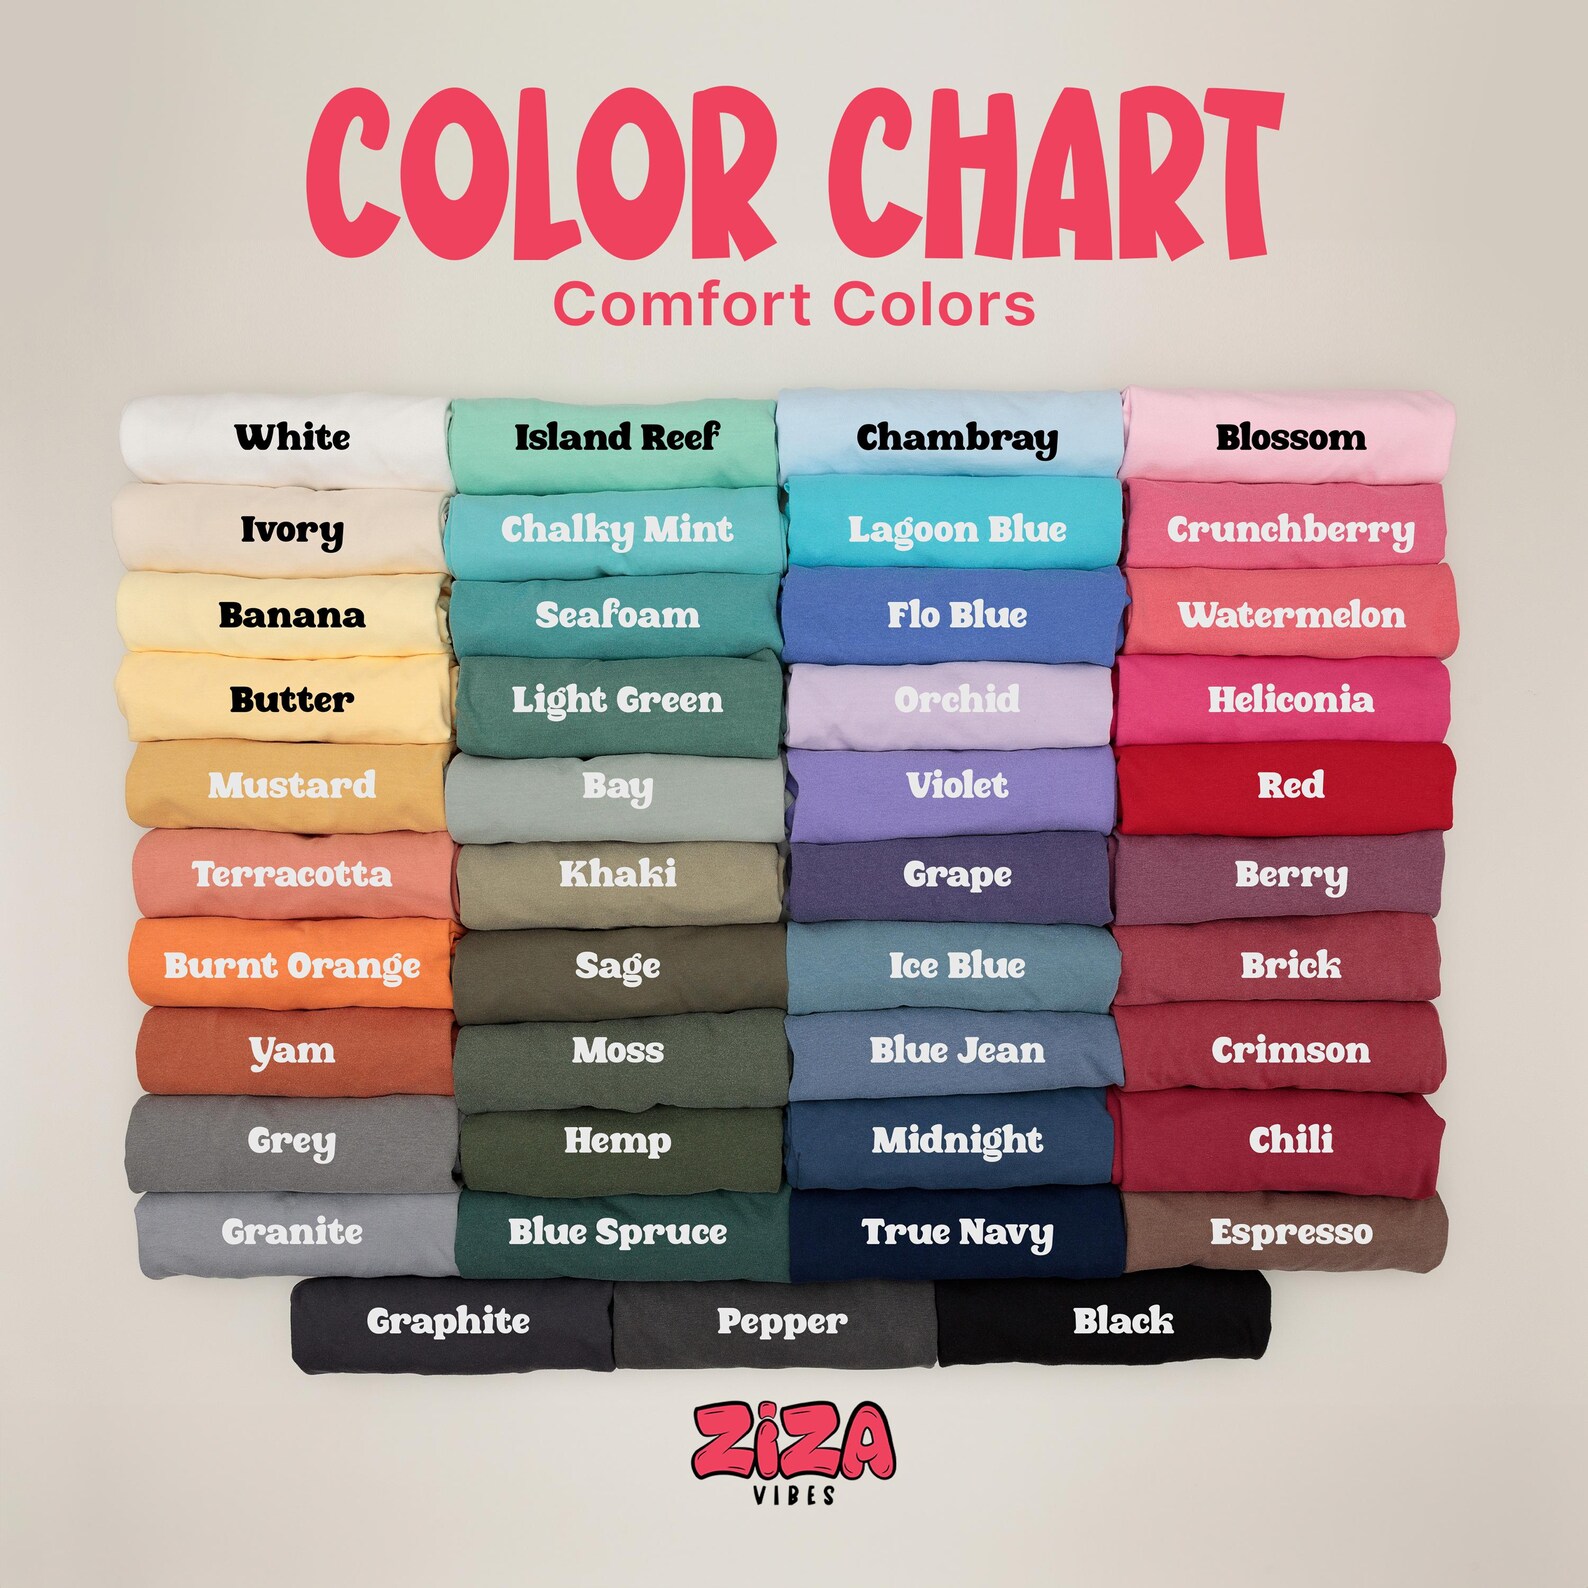 COLOR CHART
Comfort Colors
White
Island Reef
Chambray
Blossom
Ivory
Chalky Mint
Lagoon Blue
Crunchberry
Banana
Seafoam
Flo Blue
Watermelon
Butter
Light Green
Orchid
Heliconia
Mustard
Bay
Violet
Red
Terracotta
Khaki
Grape
Berry
Burnt Orange
Sage
Ice Blue
Brick
Yam
Moss
Blue Jean
Crimson
Grey
Hemp
Midnight
Chili
Granite
Blue Spruce
True Navy
Espresso
Graphite
Pepper
Black
ZiZA
VIBES